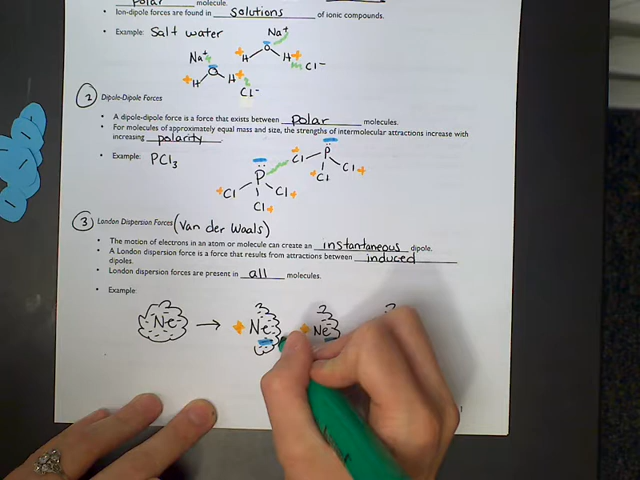 polar molecule.
• Ion-dipole forces are found in solutions of ionic compounds.
• Example: Salt water
Na+
O
+ H H +
Cl-
Na+
O
+ H H +
Cl-
2 Dipole-Dipole Forces
• A dipole-dipole force is a force that exists between polar molecules.
• For molecules of approximately equal mass and size, the strengths of intermolecular attractions increase with
increasing polarity.
• Example: PCl3
+ Cl P
+ Cl Cl +
P
+ Cl Cl +
Cl +
3 London Dispersion Forces (Van der Waals)
• The motion of electrons in an atom or molecule can create an instantaneous dipole.
• A London dispersion force is a force that results from attractions between induced
dipoles.
• London dispersion forces are present in all molecules.
• Example:
Ne → + Ne + Ne